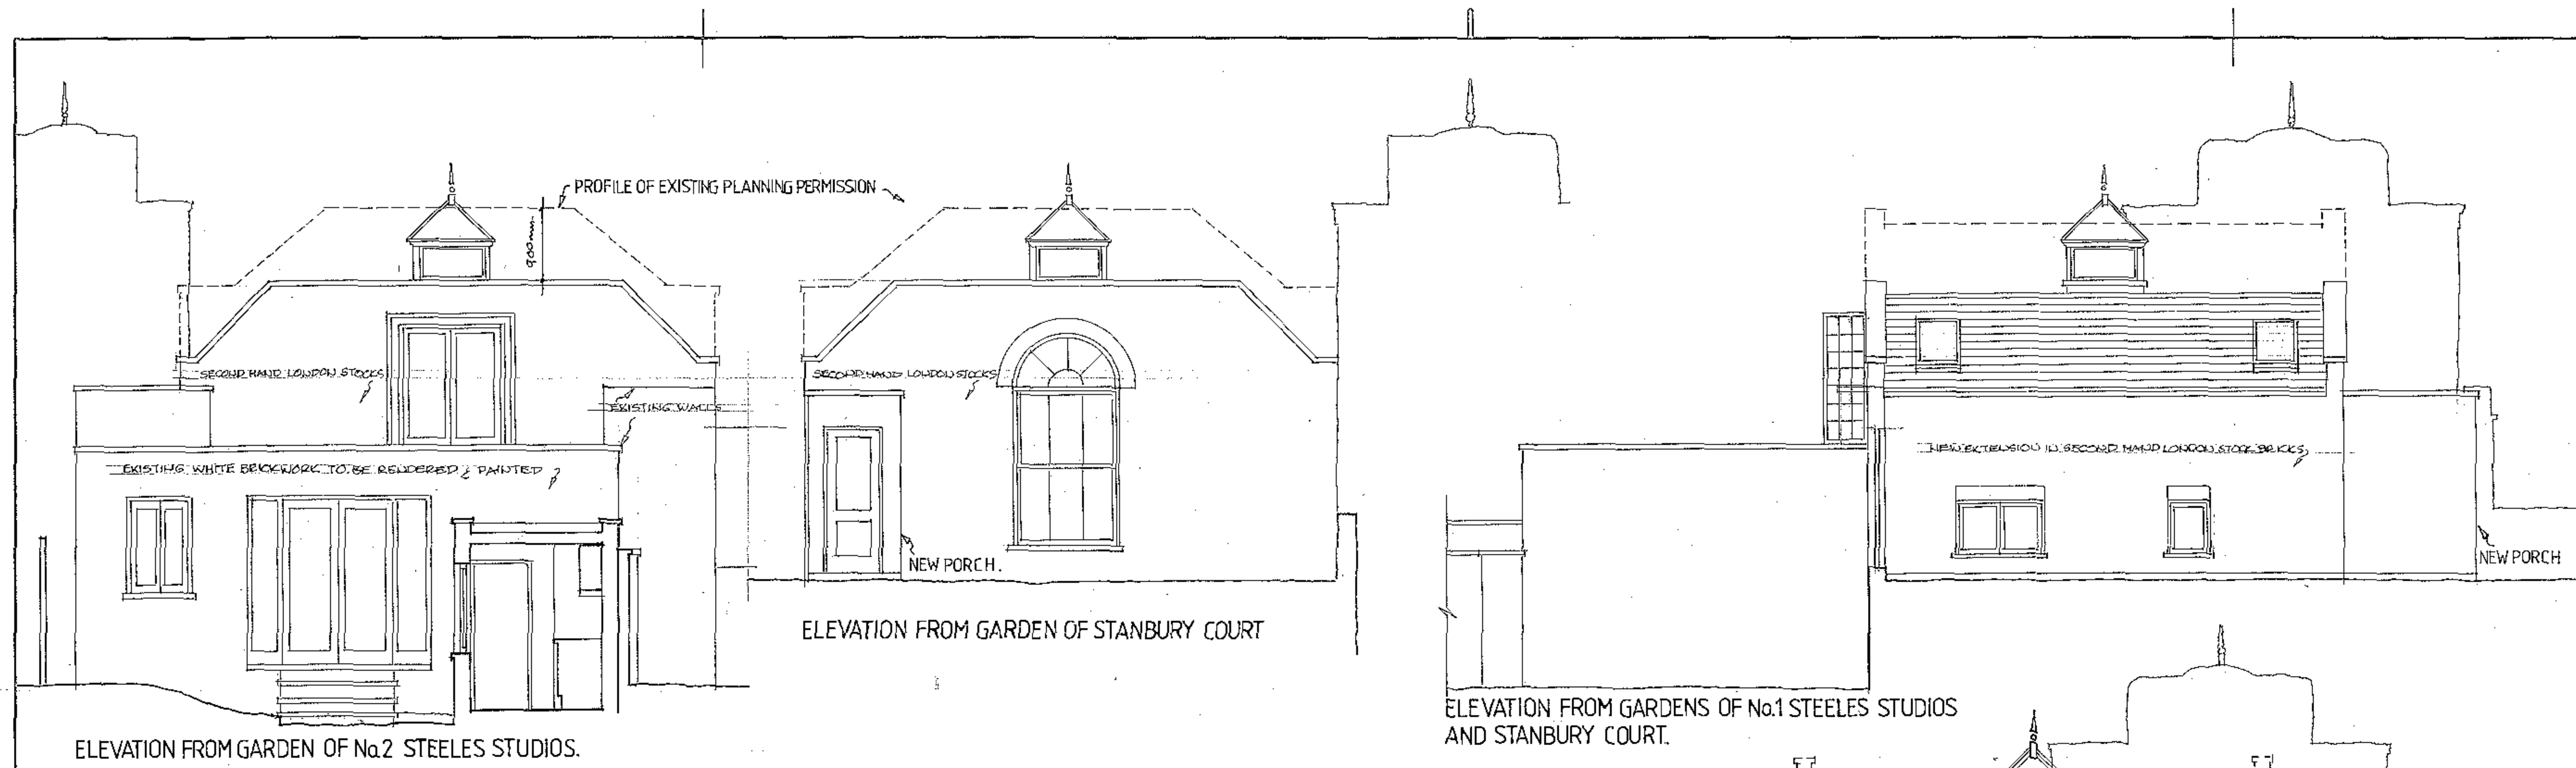 PROFILE OF EXISTING PLANNING PERMISSION
900mm
SECOND HAND LONDON STOCKS
EXISTING WALLS
EXISTING WHITE BRICKWORK TO BE RENDERED & PAINTED
ELEVATION FROM GARDEN OF No.2 STEELES STUDIOS.
SECOND HAND LONDON STOCKS
NEW PORCH.
ELEVATION FROM GARDEN OF STANBURY COURT
NEW EXTENSION IN SECOND HAND LONDON STOCK BRICKS
NEW PORCH
ELEVATION FROM GARDENS OF No.1 STEELES STUDIOS
AND STANBURY COURT.